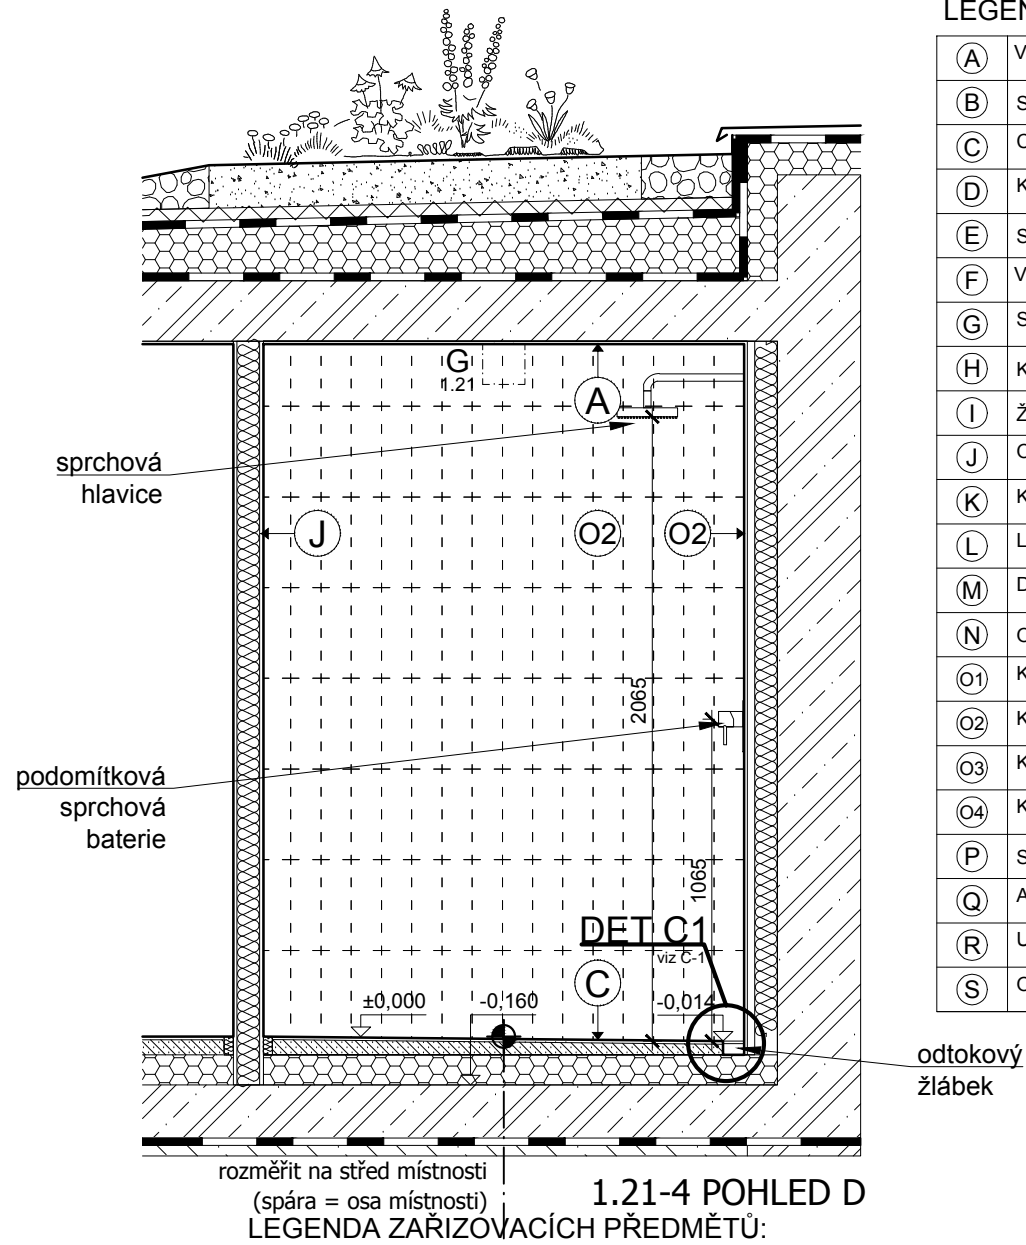 LEGEN
A V
B S
C C
D K
E S
F V
G S
H K
I Ž
J C
K K
L L
M D
N C
O1 K
O2 K
O3 K
O4 K
P S
Q A
R U
S C
G
1.21
A
sprchová
hlavice
J
O2
O2
2065
podomítková
sprchová
baterie
1065
DET C1
viz C-1
C
±0,000
-0,160
-0,014
odtokový
žlábek
rozměřit na střed místnosti
(spára = osa místnosti)
1.21-4 POHLED D
LEGENDA ZAŘIZOVACÍCH PŘEDMĚTŮ: